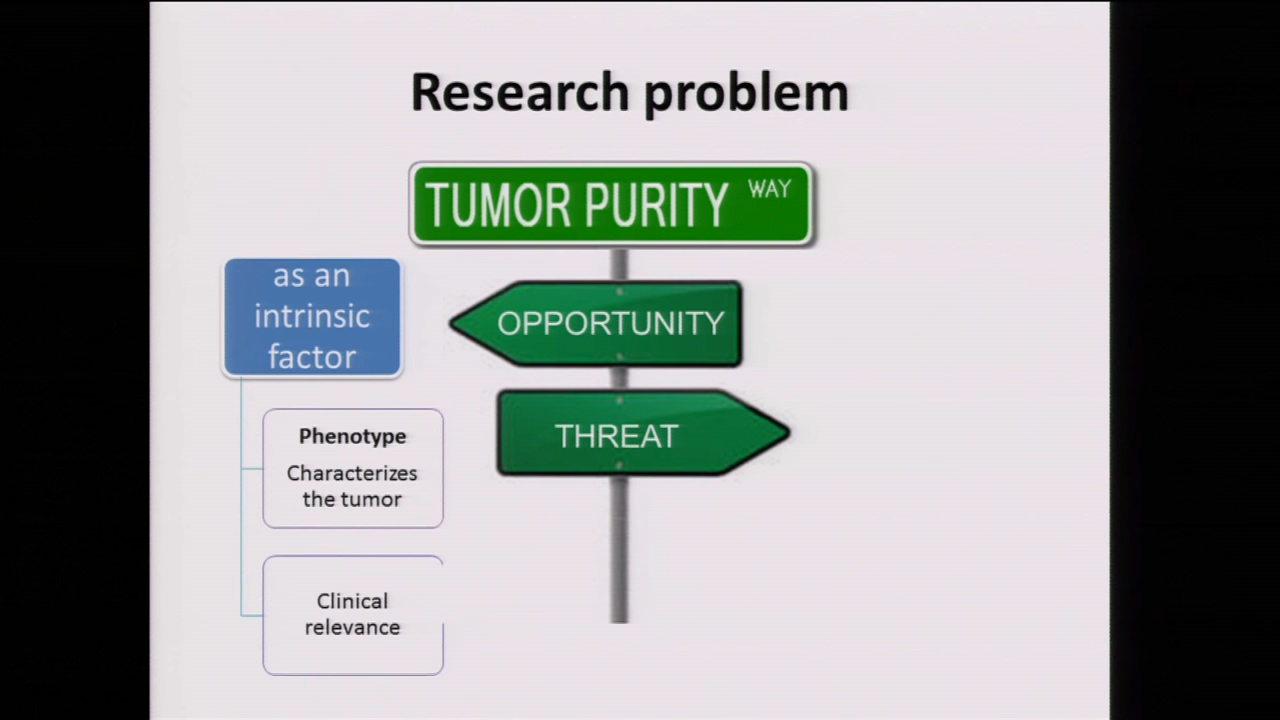 Research problem
TUMOR PURITY WAY
as an
intrinsic
factor
OPPORTUNITY
THREAT
Phenotype
Characterizes
the tumor
Clinical
relevance